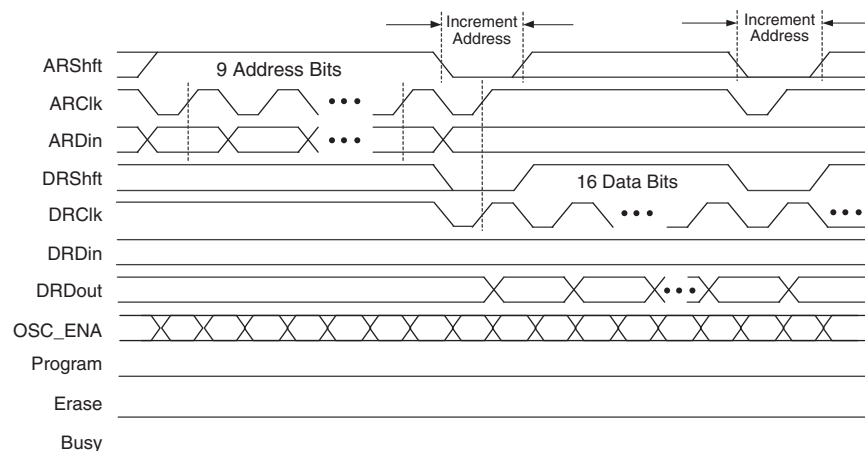 Increment
Address
Increment
Address
ARShft
9 Address Bits
ARClk
ARDin
DRShft
16 Data Bits
DRClk
DRDin
DRDout
OSC_ENA
Program
Erase
Busy